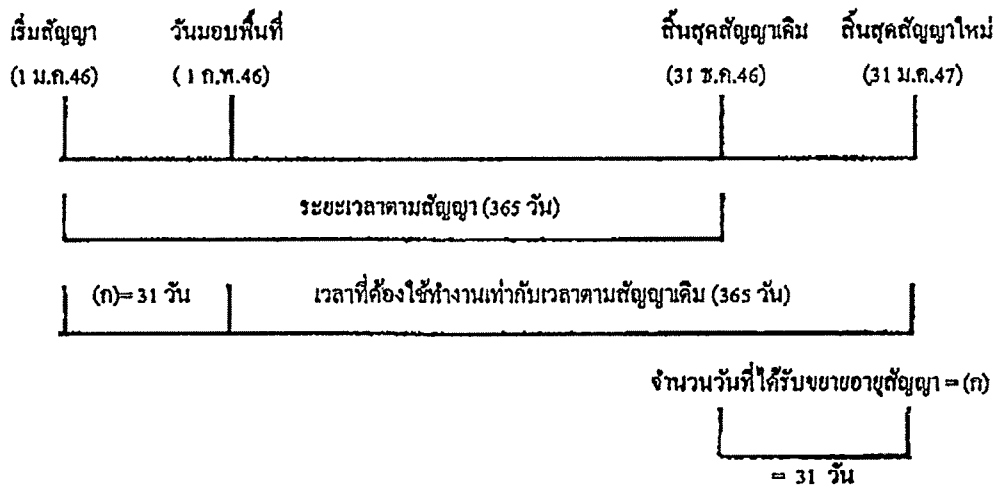 เริ่มสัญญา วันมอบพื้นที่ สิ้นสุดสัญญาเดิม สิ้นสุดสัญญาใหม่
(1 ม.ค.46) ( 1 ก.พ.46) (31 ธ.ค.46) (31 ม.ค.47)
ระยะเวลาตามสัญญา (365 วัน)
(ก)= 31 วัน เวลาที่ต้องใช้ทำงานเท่ากับเวลาตามสัญญาเดิม (365 วัน)
จำนวนวันที่ได้รับขยายอายุสัญญา = (ก)
= 31 วัน